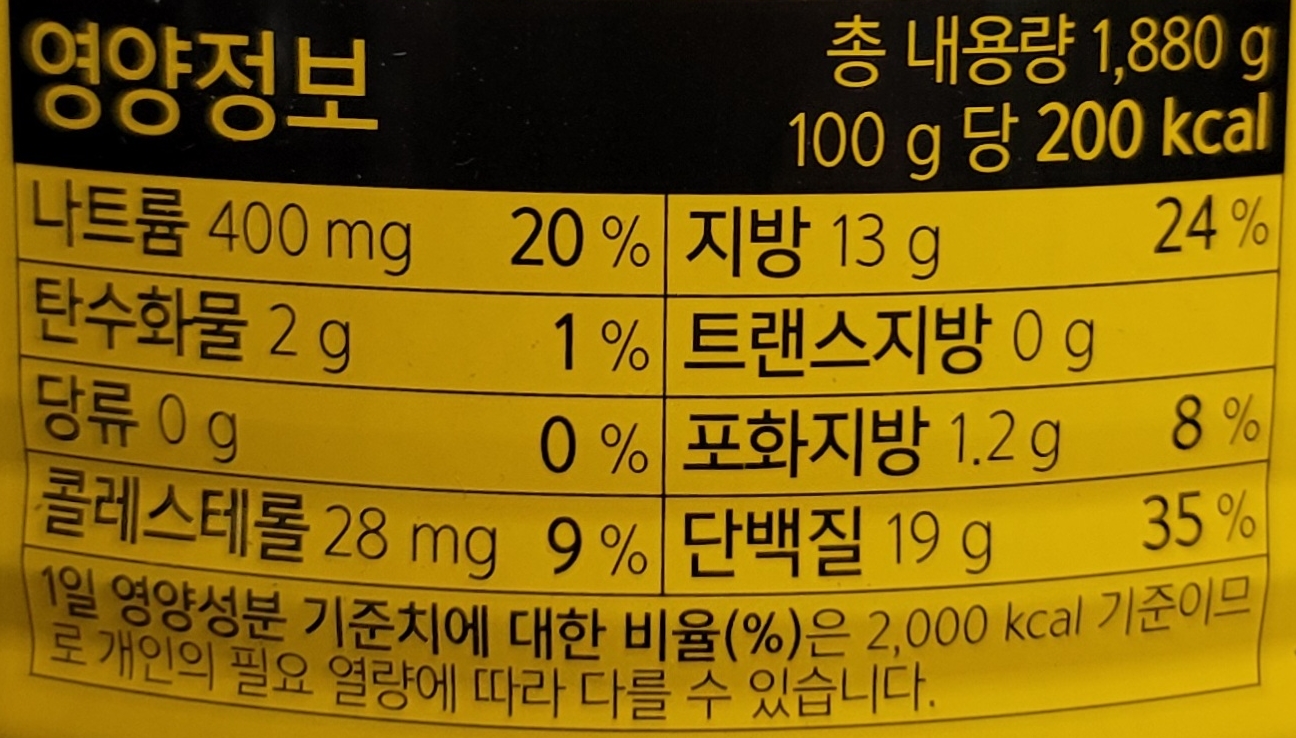 영양정보
총 내용량 1,880 g
100 g 당 200 kcal
나트륨 400 mg 20 % 지방 13 g 24 %
탄수화물 2 g 1 % 트랜스지방 0 g
당류 0 g 0 % 포화지방 1.2 g 8 %
콜레스테롤 28 mg 9 % 단백질 19 g 35 %
1일 영양성분 기준치에 대한 비율(%)은 2,000 kcal 기준이므
로 개인의 필요 열량에 따라 다를 수 있습니다.